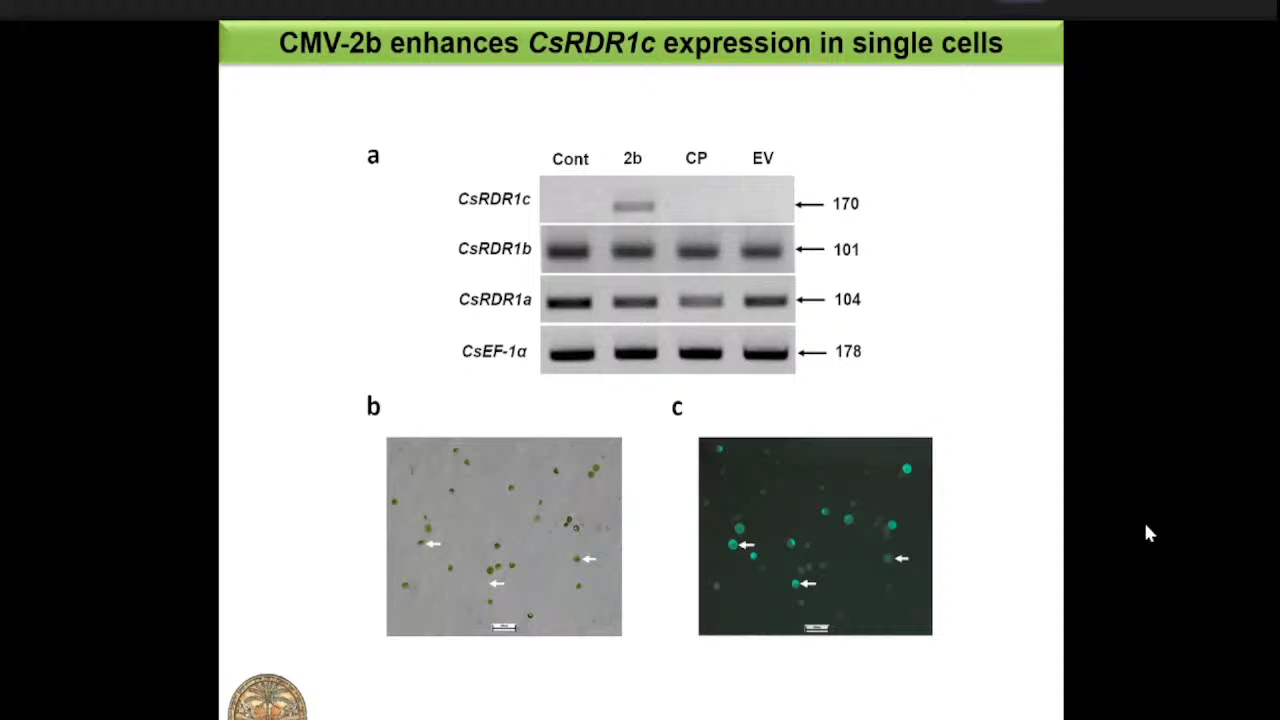 CMV-2b enhances CsRDR1c expression in single cells
a
Cont 2b CP EV
CsRDR1c 170
CsRDR1b 101
CsRDR1a 104
CsEF-1α 178
b c